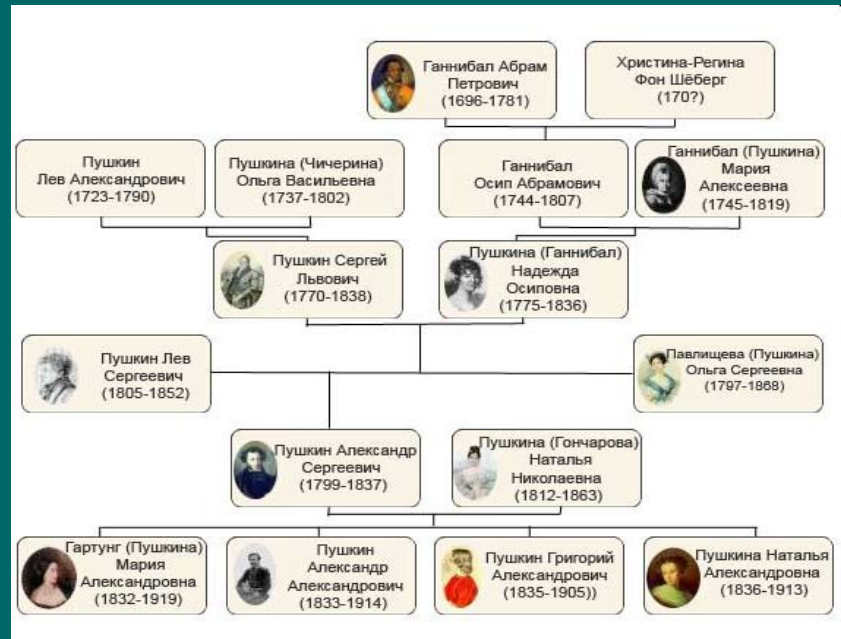 Ганнибал Абрам
Петрович
(1696-1781)
Христина-Регина
Фон Шёберг
(170?)
Пушкин
Лев Александрович
(1723-1790)
Пушкина (Чичерина)
Ольга Васильевна
(1737-1802)
Ганнибал
Осип Абрамович
(1744-1807)
Ганнибал (Пушкина)
Мария
Алексеевна
(1745-1819)
Пушкин Сергей
Львович
(1770-1838)
Пушкина (Ганнибал)
Надежда
Осиповна
(1775-1836)
Пушкин Лев
Сергеевич
(1805-1852)
Павлищева (Пушкина)
Ольга Сергеевна
(1797-1868)
Пушкин Александр
Сергеевич
(1799-1837)
Пушкина (Гончарова)
Наталья
Николаевна
(1812-1863)
Гартунг (Пушкина)
Мария
Александровна
(1832-1919)
Пушкин
Александр
Александрович
(1833-1914)
Пушкин Григорий
Александрович
(1835-1905))
Пушкина Наталья
Александровна
(1836-1913)